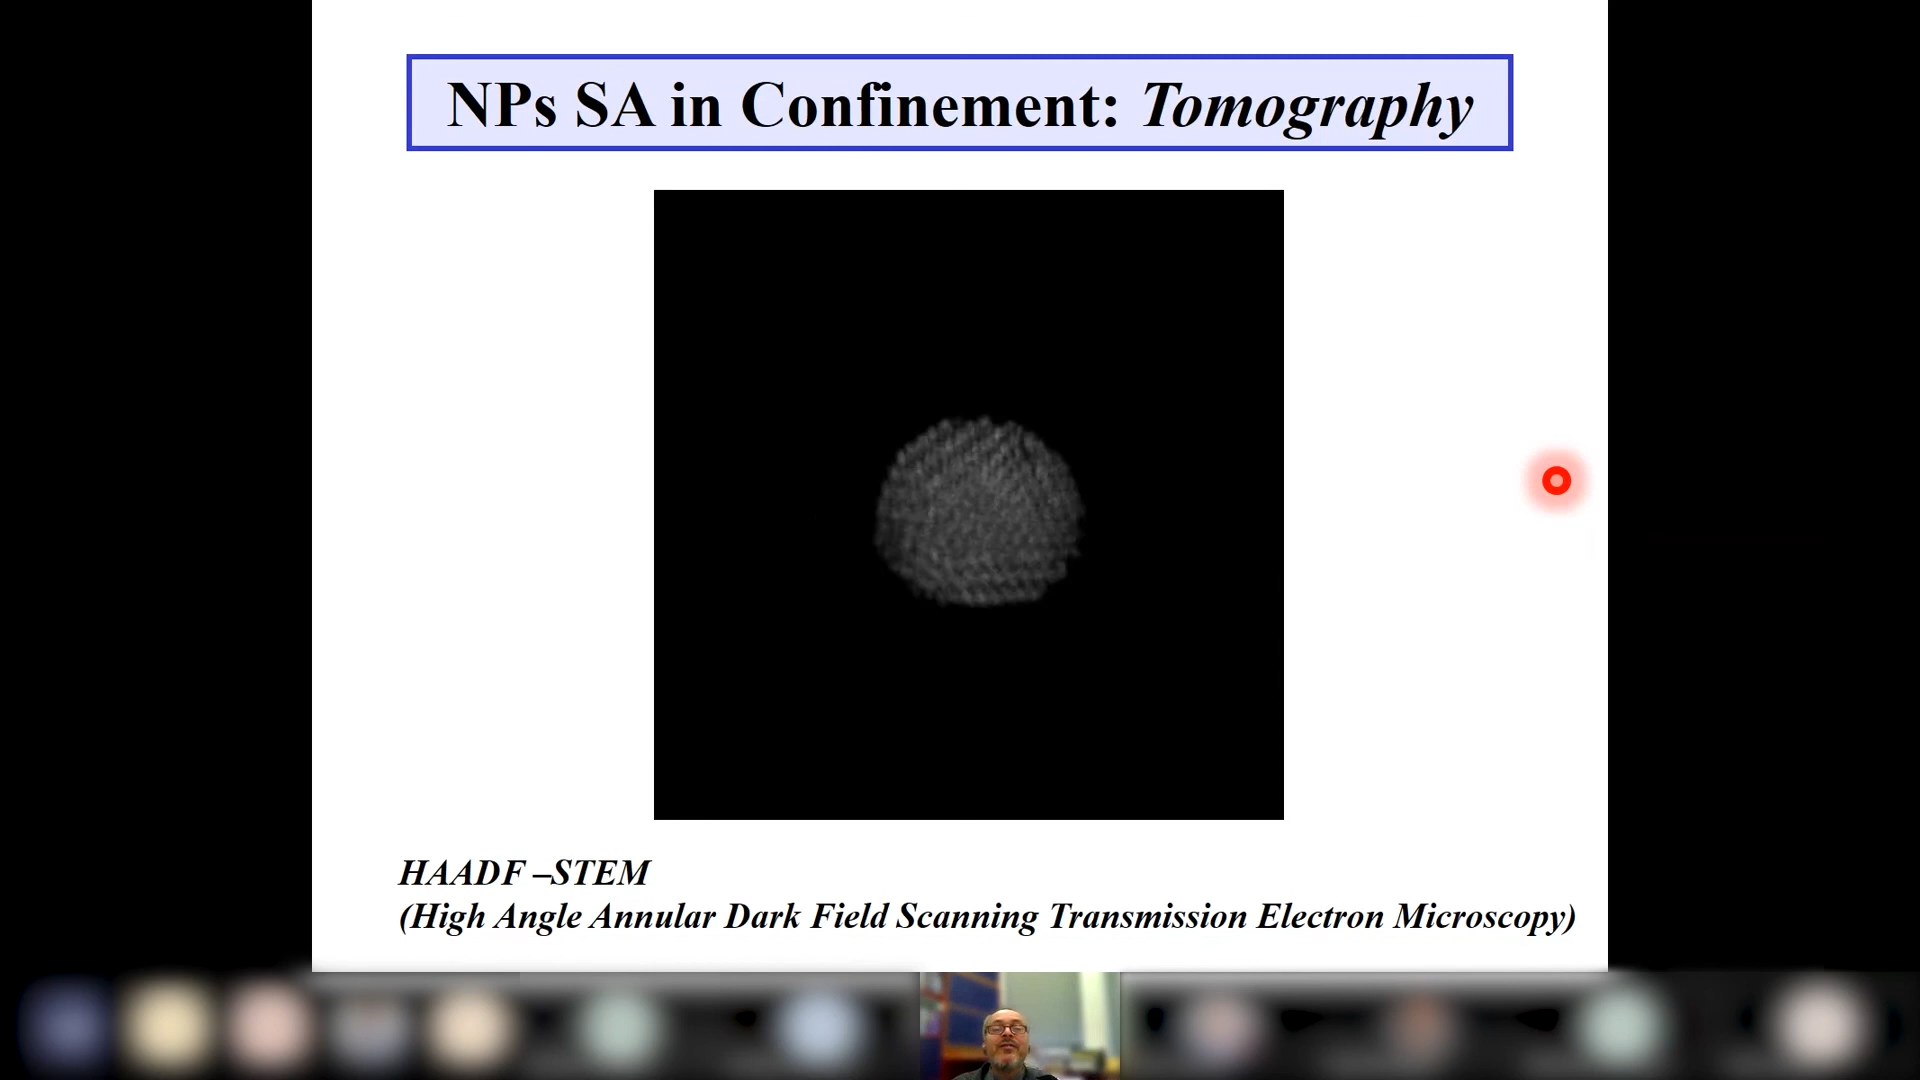 NPs SA in Confinement: Tomography
HAADF –STEM
(High Angle Annular Dark Field Scanning Transmission Electron Microscopy)